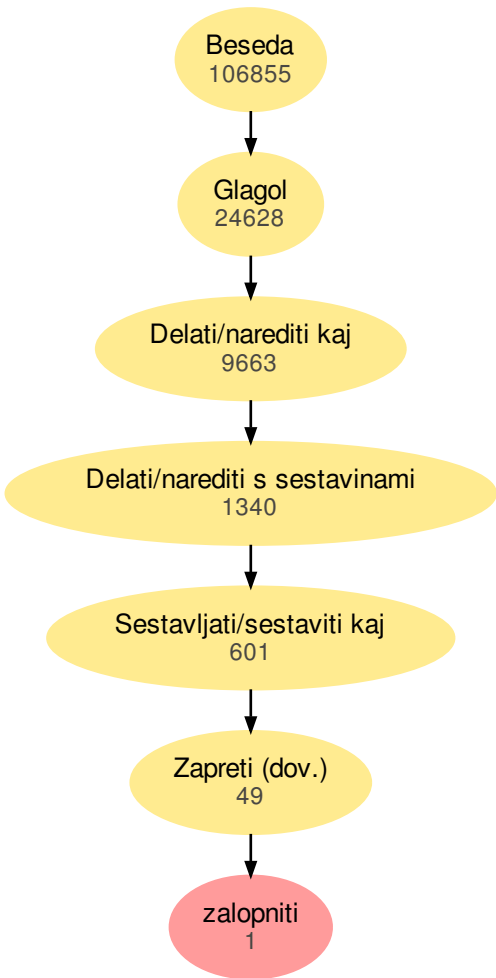 Beseda
106855
Glagol
24628
Delati/narediti kaj
9663
Delati/narediti s sestavinami
1340
Sestavljati/sestaviti kaj
601
Zapreti (dov.)
49
zalopniti
1